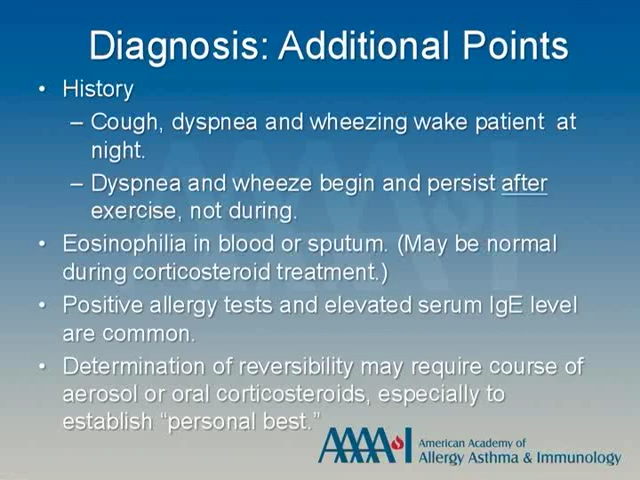 Diagnosis: Additional Points
• History
– Cough, dyspnea and wheezing wake patient at
night.
– Dyspnea and wheeze begin and persist after
exercise, not during.
• Eosinophilia in blood or sputum. (May be normal
during corticosteroid treatment.)
• Positive allergy tests and elevated serum IgE level
are common.
• Determination of reversibility may require course of
aerosol or oral corticosteroids, especially to
establish “personal best.”
AAAAI
American Academy of
Allergy Asthma & Immunology